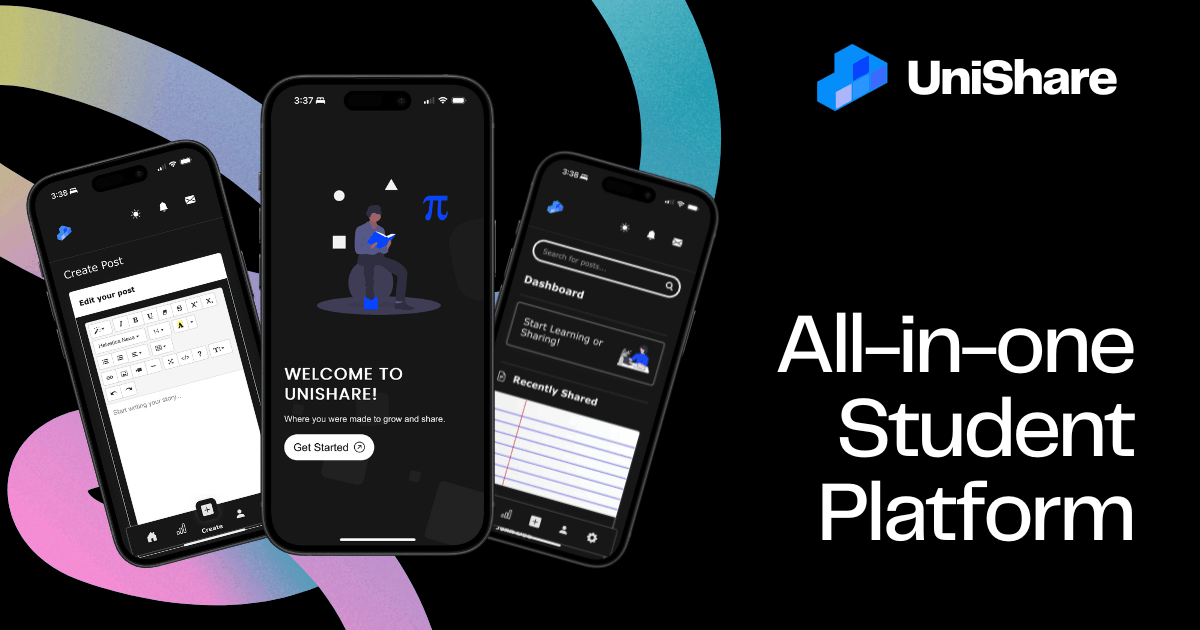 UniShare
All-in-one
Student
Platform
3:38
Create Post
Edit your post
Helvetica Neue
Start writing your story...
Create
3:37
π
WELCOME TO
UNISHARE!
Where you were made to grow and share.
Get Started
3:38
Search for posts...
Dashboard
Start Learning or
Sharing!
Recently Shared